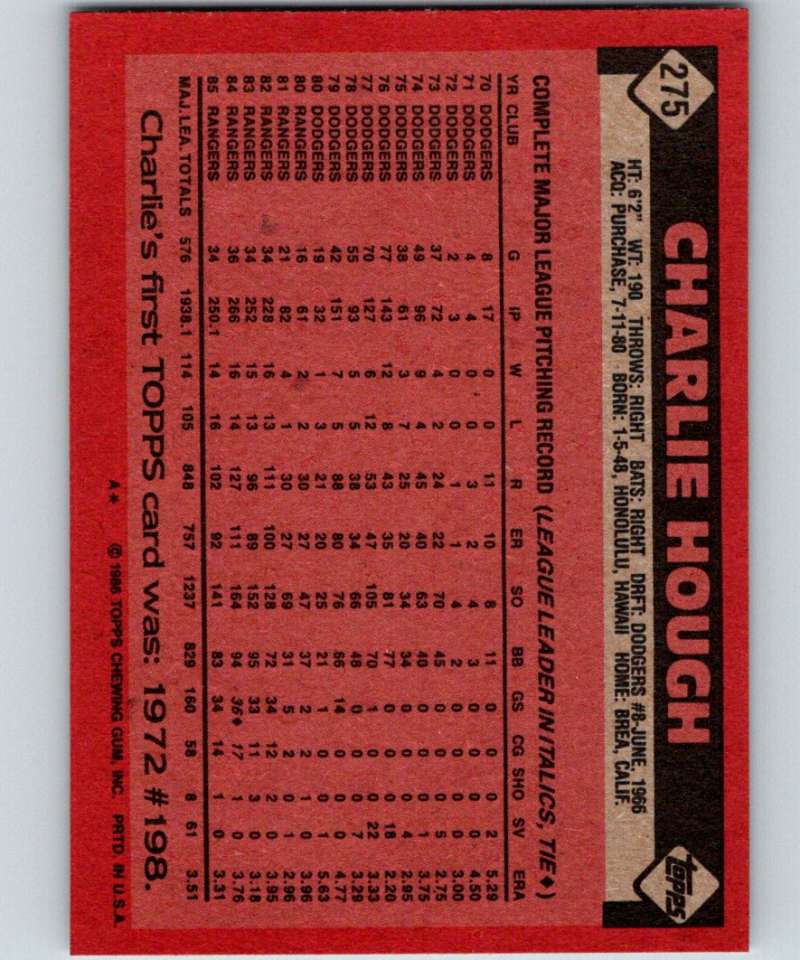 275 CHARLIE HOUGH TOPPS
HT: 6'2" WT: 190 THROWS: RIGHT BATS: RIGHT DRFT: DODGERS #8-JUNE, 1966
ACQ: PURCHASE, 7-11-80 BORN: 1-5-48, HONOLULU, HAWAII HOME: BREA, CALIF.
COMPLETE MAJOR LEAGUE PITCHING RECORD (LEAGUE LEADER IN ITALICS, TIE♦)
YR CLUB G IP W L R ER SO BB GS CG SHO SV ERA
70 DODGERS 8 17 0 0 11 10 8 11 0 0 0 2 5.29
71 DODGERS 4 4 0 0 3 2 4 3 0 0 0 0 4.50
72 DODGERS 2 3 0 0 1 1 4 2 0 0 0 0 3.00
73 DODGERS 37 72 4 2 24 22 70 45 0 0 0 5 2.75
74 DODGERS 49 96 9 4 45 40 63 40 0 0 0 1 3.75
75 DODGERS 38 61 3 7 25 20 34 34 0 0 0 4 2.95
76 DODGERS 77 143 12 8 43 35 81 77 0 0 0 18 2.20
77 DODGERS 70 127 6 12 53 47 105 70 1 0 0 22 3.33
78 DODGERS 55 93 5 5 38 34 66 48 0 0 0 7 3.29
79 DODGERS 42 151 7 5 88 80 76 66 14 0 0 0 4.77
80 DODGERS 19 32 1 3 21 20 25 21 1 0 0 1 5.63
80 RANGERS 16 61 2 2 30 27 47 37 2 2 1 0 3.96
81 RANGERS 21 82 4 1 30 27 69 31 5 2 0 1 2.96
82 RANGERS 34 228 16 13 111 100 128 72 34 12 2 0 3.95
83 RANGERS 34 252 15 13 96 89 152 95 33 11 3 0 3.18
84 RANGERS 36 266 16 14 127 111 164 94 36♦ 17 1 0 3.76
85 RANGERS 34 250.1 14 16 102 92 141 83 34 14 1 0 3.31
MAJ. LEA. TOTALS 576 1938.1 114 105 848 757 1237 829 160 58 8 61 3.51
Charlie's first TOPPS card was: 1972 #198.
A* © 1986 TOPPS CHEWING GUM, INC. PRTD. IN U.S.A.